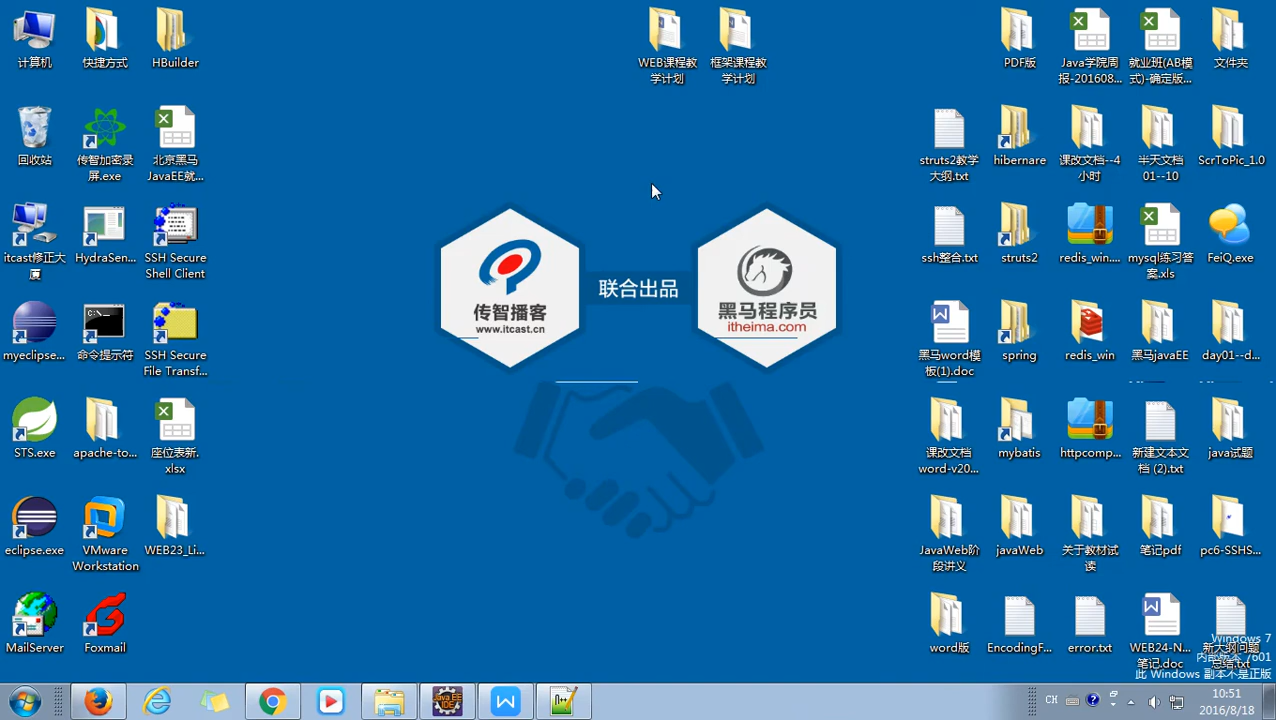 计算机
快捷方式
HBuilder
WEB课程教
学计划
框架课程教
学计划
PDF版
Java学院周
报-201608...
就业班(AB模
式)-确定版...
文件夹
回收站
传智加密录
屏.exe
北京黑马
JavaEE就...
struts2教学
大纲.txt
hibernare
课改文档--4
小时
半天文档
01--10
ScrToPic_1.0
itcast修正大
HydraSen...
SSH Secure
Shell Client
ssh整合.txt
struts2
redis_win....
mysql练习答
案.xls
FeiQ.exe
传智播客
www.itcast.cn
联合出品
黑马程序员
itheima.com
myeclipse...
命令提示符
SSH Secure
File Transf...
黑马word模
板(1).doc
spring
redis_win
黑马javaEE
day01--d...
STS.exe
apache-to...
座位表新.
xlsx
课改文档
word-v20...
mybatis
httpcomp...
新建文本文
档 (2).txt
java试题
eclipse.exe
VMware
Workstation
WEB23_Li...
JavaWeb阶
段讲义
javaWeb
关于教材试
读
笔记pdf
pc6-SSHS...
MailServer
Foxmail
word版
EncodingF...
error.txt
WEB24-N...
笔记.doc
新大纲问题
Windows 7
内部版本 7601
此 Windows 副本不是正版
CH
10:51
2016/8/18